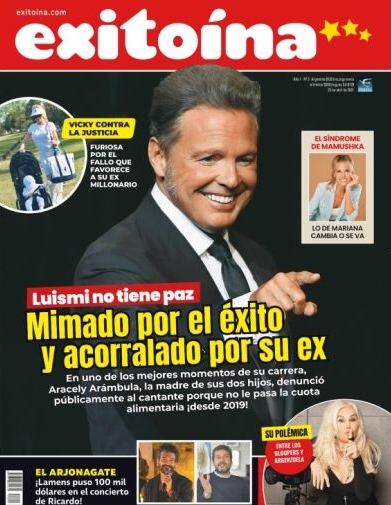 exitoina.com
exitoína
VICKY CONTRA
LA JUSTICIA
FURIOSA
POR EL
FALLO QUE
FAVORECE
A SU EX
MILLONARIO
EL SÍNDROME
DE MAMUSHKA
LO DE MARIANA
CAMBIA O SE VA
Luismi no tiene paz
Mimado por el éxito
y acorralado por su ex
En uno de los mejores momentos de su carrera,
Aracely Arámbula, la madre de sus dos hijos, denunció
públicamente al cantante porque no le pasa la cuota
alimentaria ¡desde 2019!
SU POLÉMICA
ENTRE LOS
BLOOPERS Y
ARGENZUELA
EL ARJONAGATE
¡Lamens puso 100 mil
dólares en el concierto
de Ricardo!